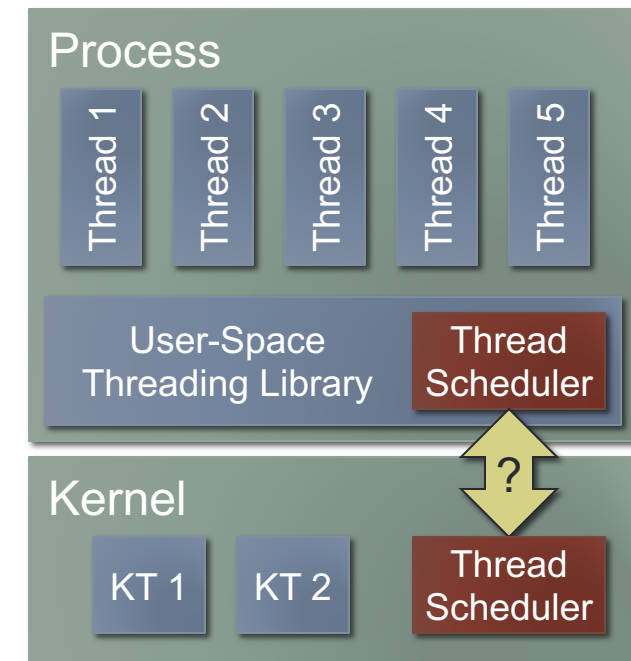 Process
Thread 1
Thread 2
Thread 3
Thread 4
Thread 5
User-Space
Threading Library
Thread
Scheduler
?
Kernel
KT 1
KT 2
Thread
Scheduler